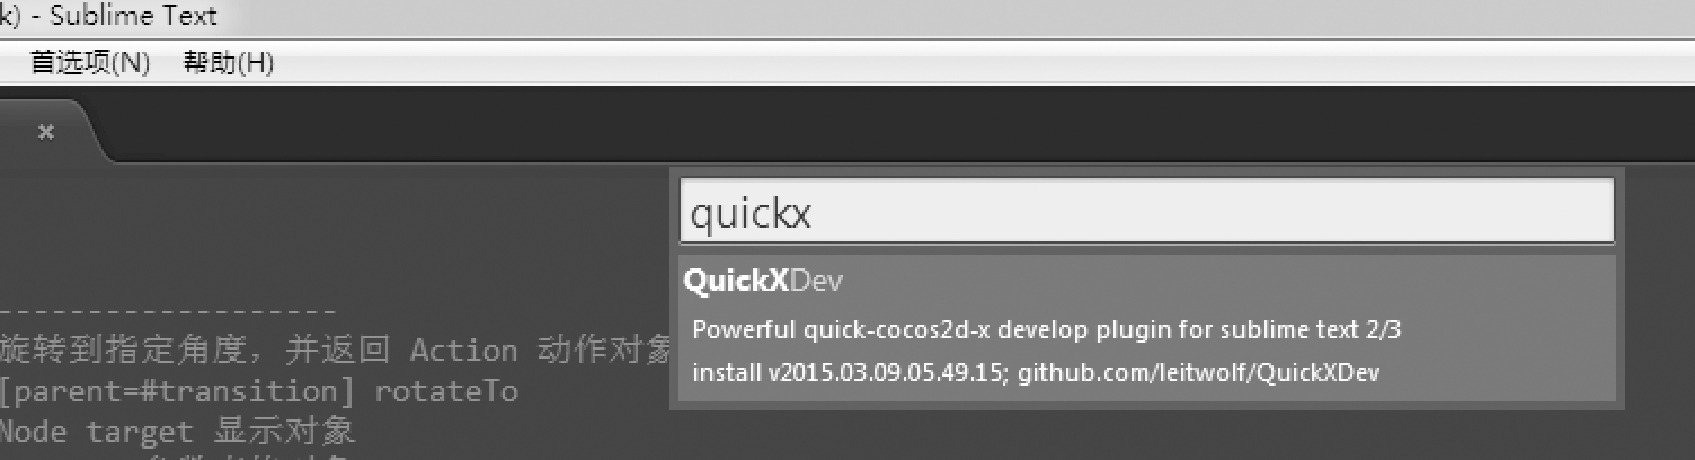 k) - Sublime Text
首选项(N) 帮助(H)
quickx
QuickXDev
Powerful quick-cocos2d-x develop plugin for sublime text 2/3
install v2015.03.09.05.49.15; github.com/leitwolf/QuickXDev
-------------------
旋转到指定角度，并返回 Action 动作对象
[parent=#transition] rotateTo
Node target 显示对象